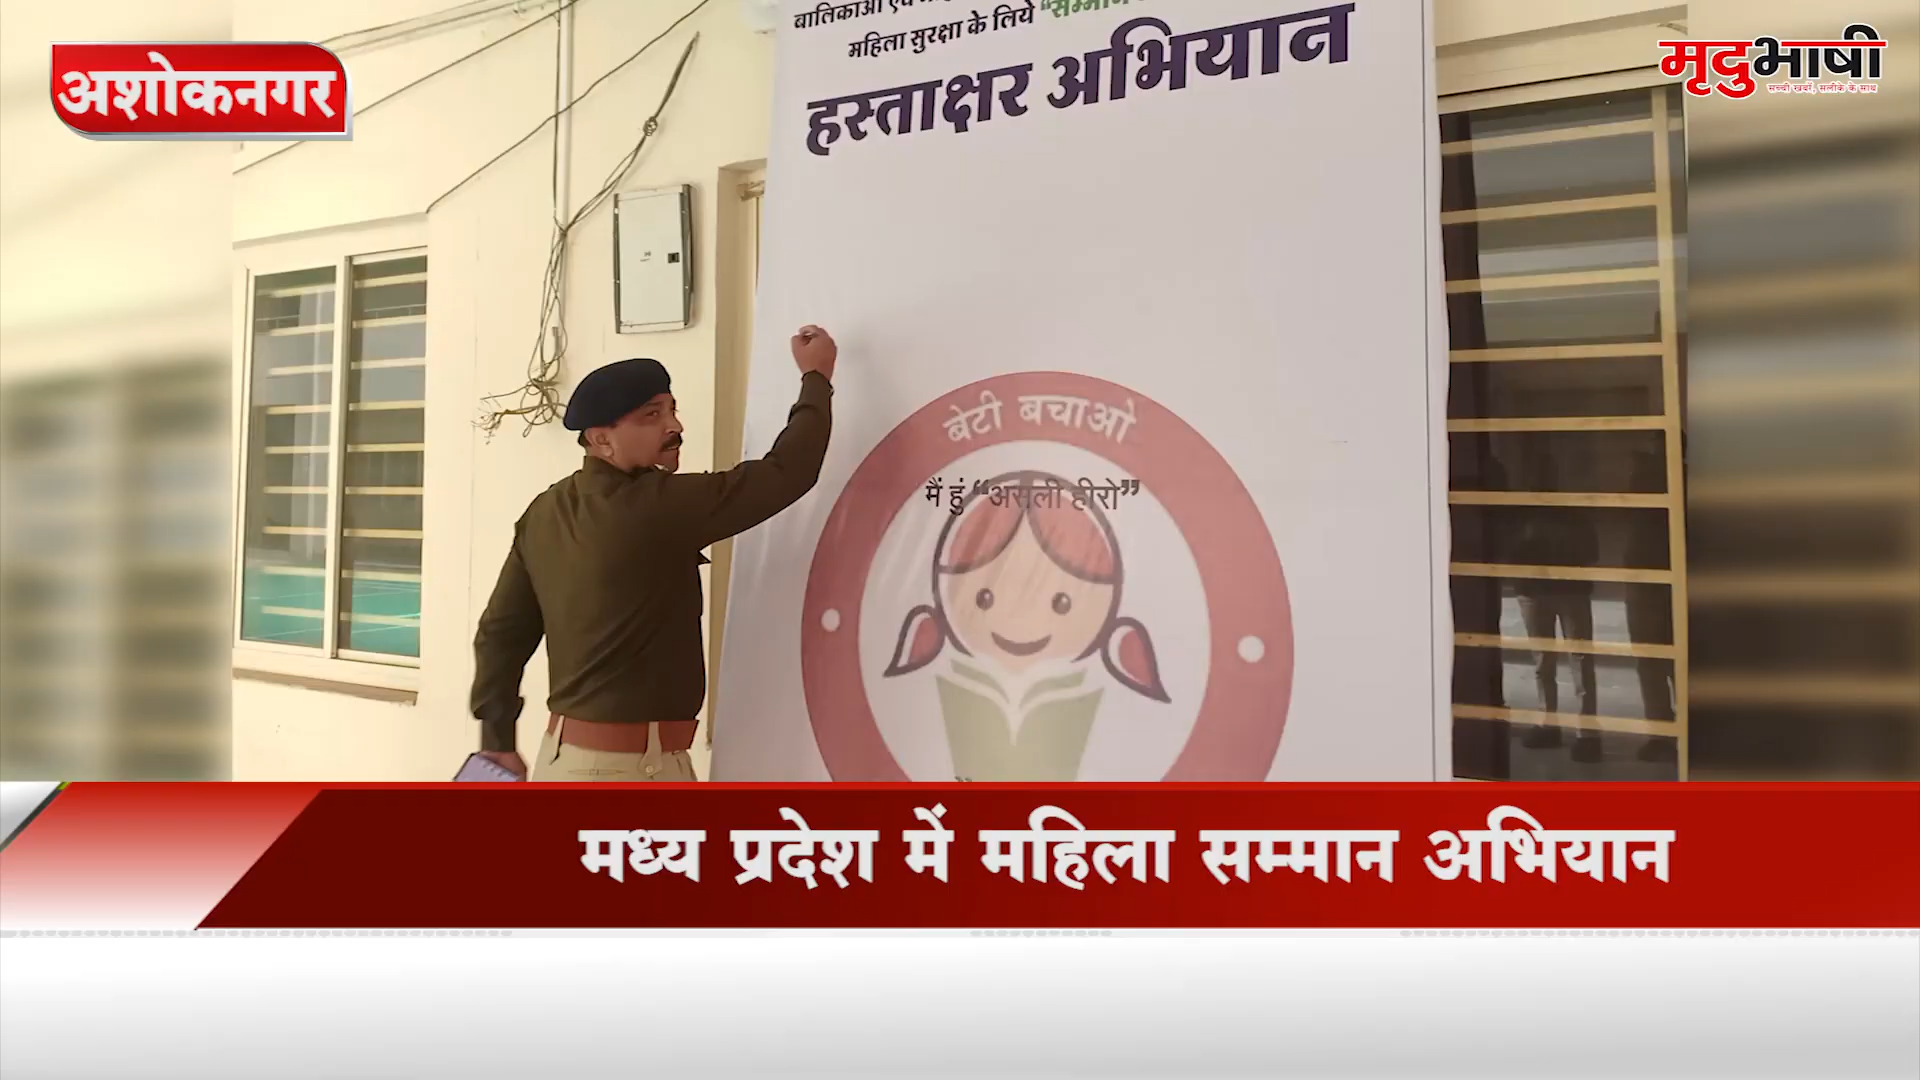 बालिकाओं एवं
महिला सुरक्षा के लिये “सम्मान
हस्ताक्षर अभियान
अशोकनगर
मृदुभाषी
सच्ची खबरें, सलीके के साथ
बेटी बचाओ
मैं हुं “असली हीरो”
मध्य प्रदेश में महिला सम्मान अभियान